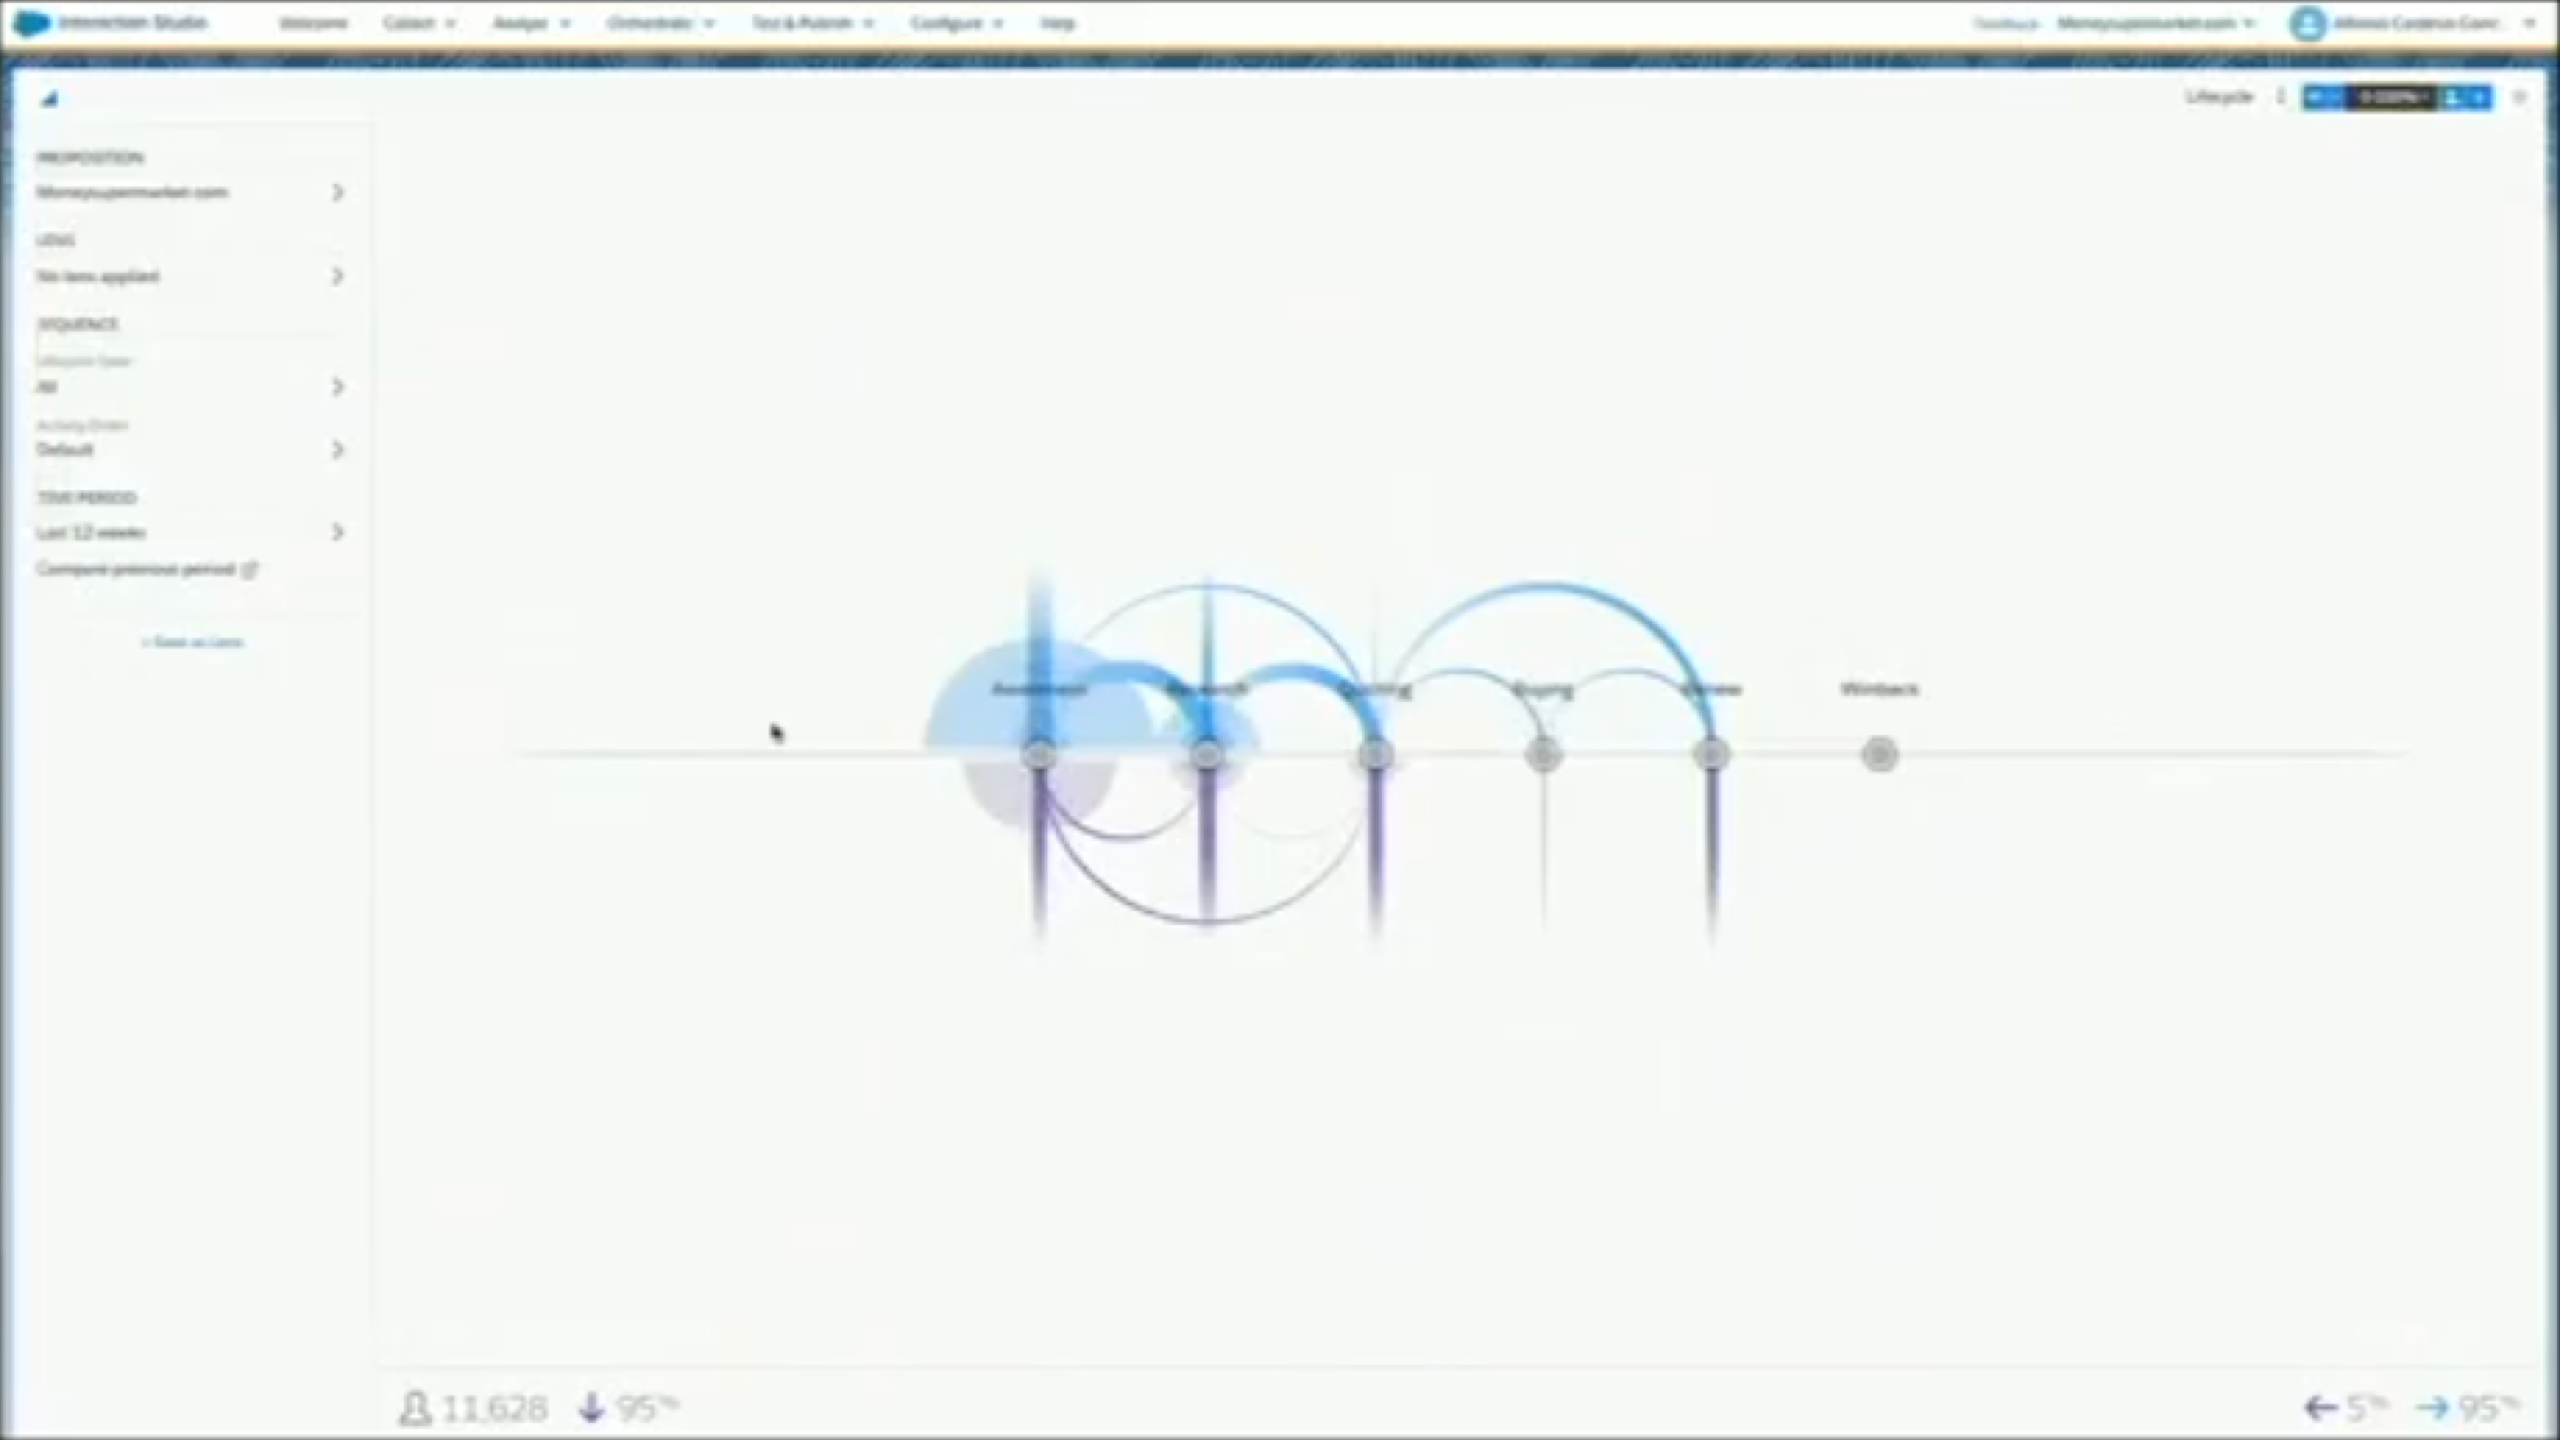 Interaction Studio Welcome Collect Analyze Orchestrate Test & Publish Configure Help Feedback Moneysupermarket.com
Lifecycle
PROPOSITION
Moneysupermarket.com
LENS
No lens applied
SEQUENCE
All
Activity Order
Default
TIME PERIOD
Last 12 weeks
Compare previous period
+ Save as Lens
Awareness Research Quoting Buying Renew Winback
11,628 95% 5% 95%